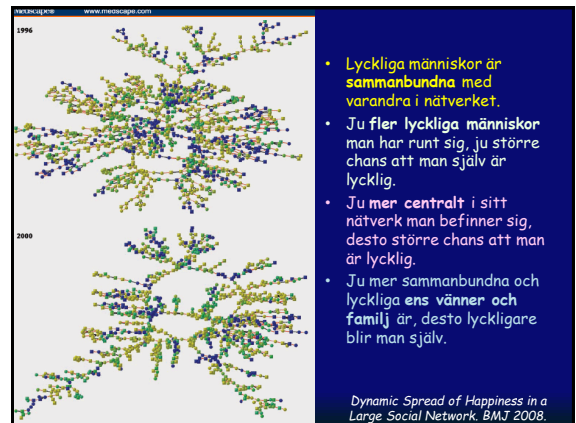 Medscape® www.medscape.com
1996
2000
• Lyckliga människor är
sammanbundna med
varandra i nätverket.
• Ju fler lyckliga människor
man har runt sig, ju större
chans att man själv är
lycklig.
• Ju mer centralt i sitt
nätverk man befinner sig,
desto större chans att man
är lycklig.
• Ju mer sammanbundna och
lyckliga ens vänner och
familj är, desto lyckligare
blir man själv.
Dynamic Spread of Happiness in a
Large Social Network. BMJ 2008.